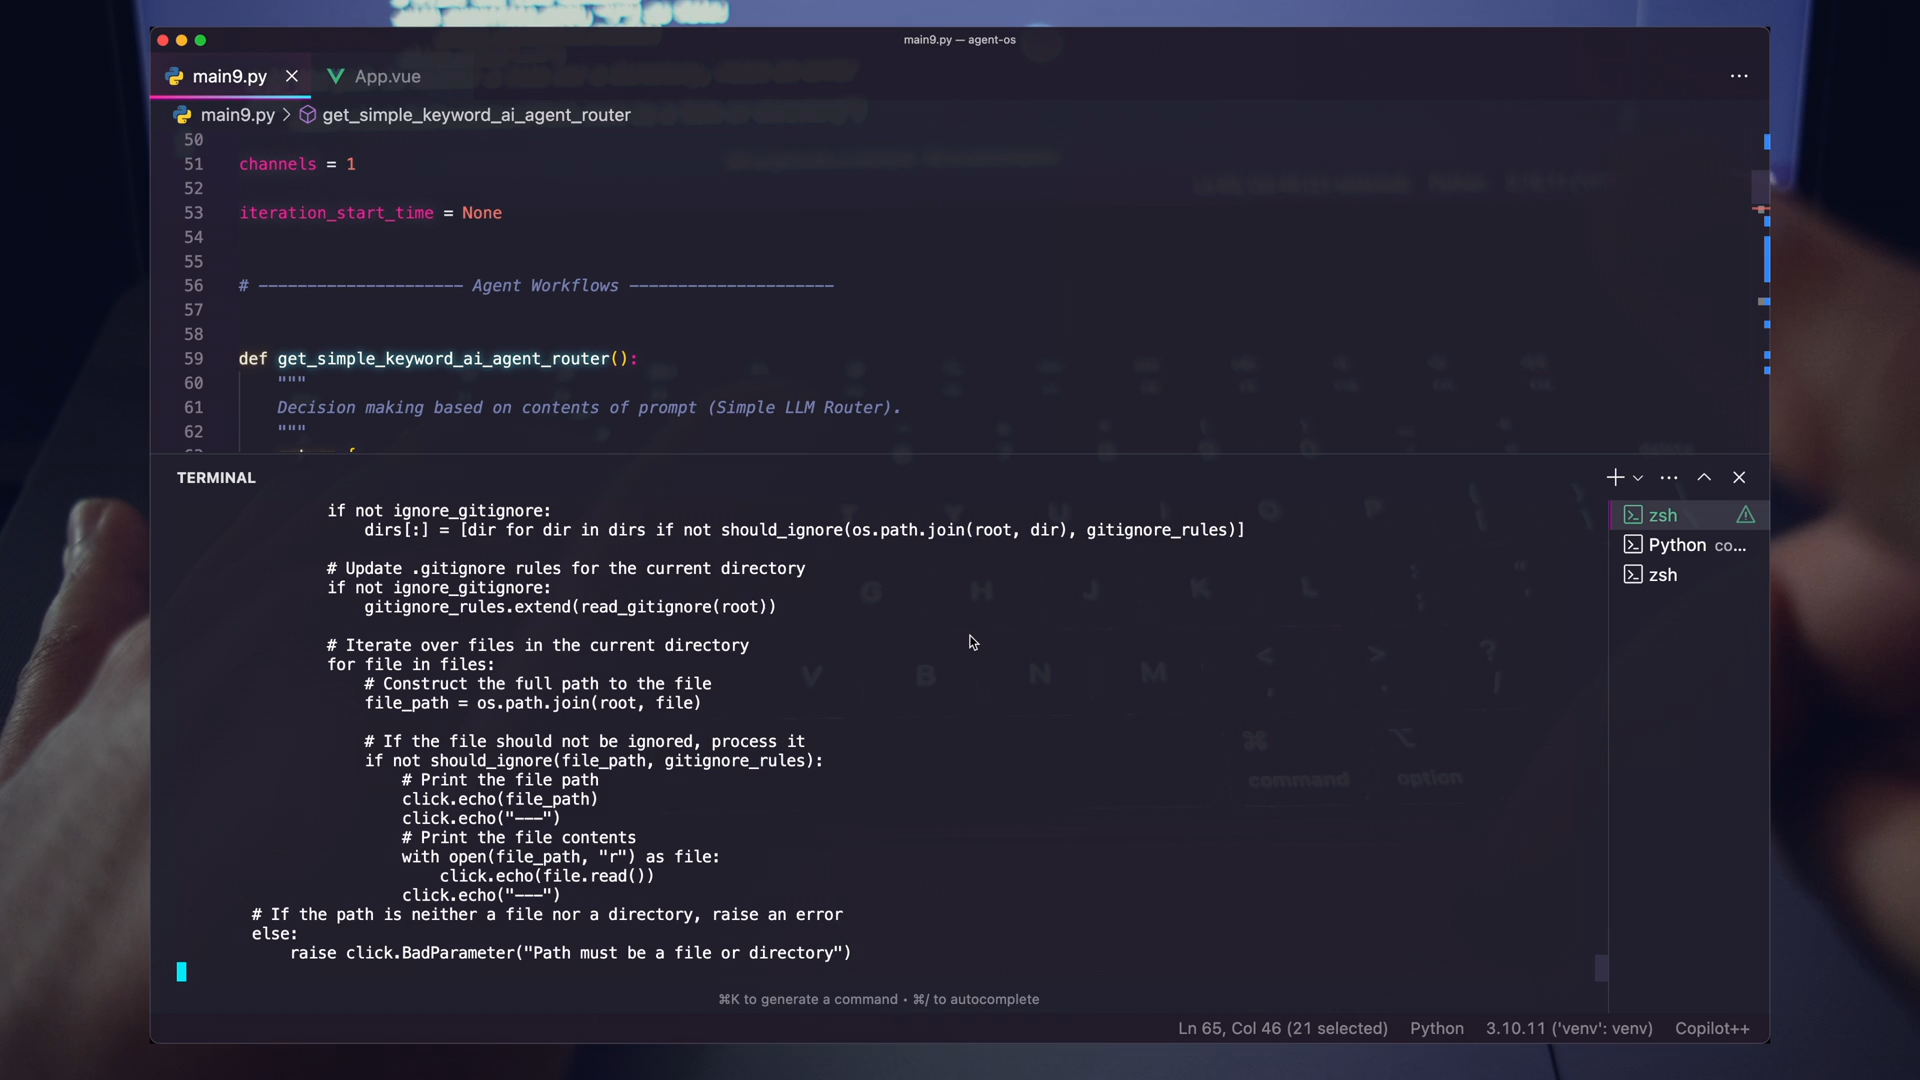 main9.py — agent-os
main9.py
App.vue
main9.py > get_simple_keyword_ai_agent_router
50
51 channels = 1
52
53 iteration_start_time = None
54
55
56 # ————————————————————— Agent Workflows —————————————————————
57
58
59 def get_simple_keyword_ai_agent_router():
60 """
61 Decision making based on contents of prompt (Simple LLM Router).
62 """
TERMINAL
if not ignore_gitignore:
dirs[:] = [dir for dir in dirs if not should_ignore(os.path.join(root, dir), gitignore_rules)]
# Update .gitignore rules for the current directory
if not ignore_gitignore:
gitignore_rules.extend(read_gitignore(root))
# Iterate over files in the current directory
for file in files:
# Construct the full path to the file
file_path = os.path.join(root, file)
# If the file should not be ignored, process it
if not should_ignore(file_path, gitignore_rules):
# Print the file path
click.echo(file_path)
click.echo("---")
# Print the file contents
with open(file_path, "r") as file:
click.echo(file.read())
click.echo("---")
# If the path is neither a file nor a directory, raise an error
else:
raise click.BadParameter("Path must be a file or directory")
zsh
Python co...
zsh
⌘K to generate a command • ⌘/ to autocomplete
Ln 65, Col 46 (21 selected) Python 3.10.11 ('venv': venv) Copilot++
G H J K L
V B N M < > ?
⌘ ⌥
command option